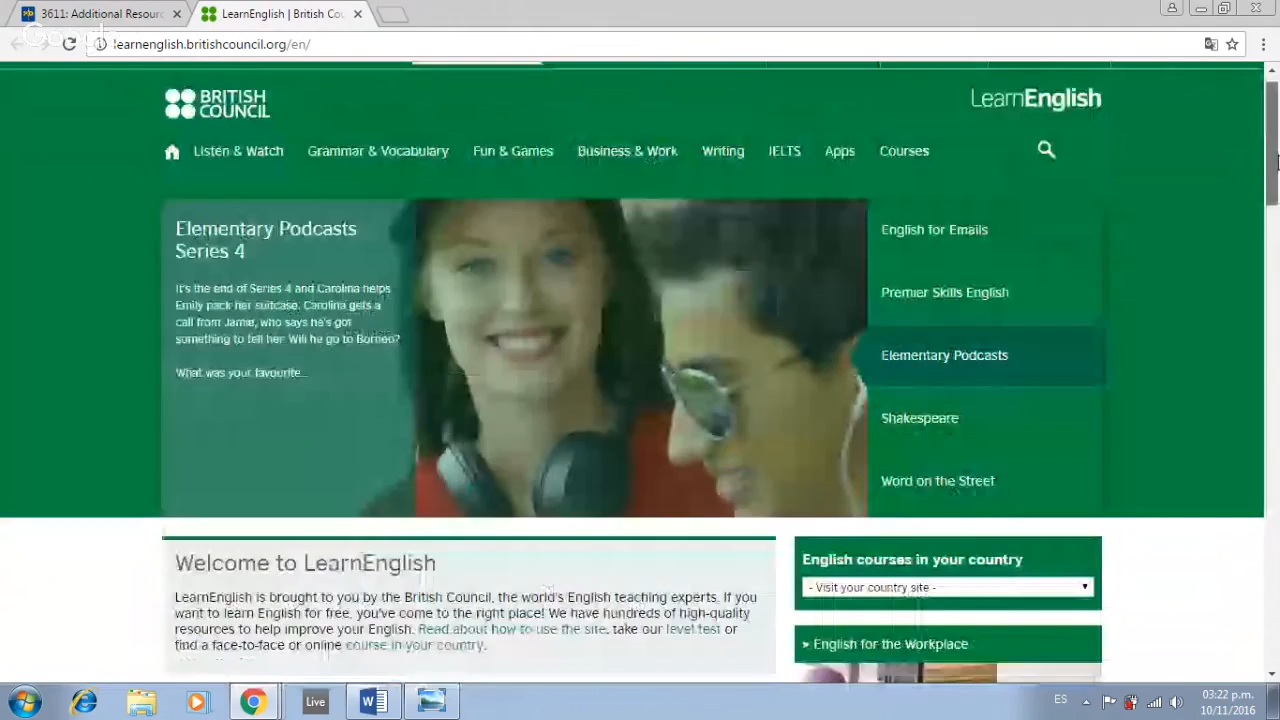 3611: Additional Resour
LearnEnglish | British Cou
Google
learnenglish.britishcouncil.org/en/
BRITISH
COUNCIL
LearnEnglish
Listen & Watch
Grammar & Vocabulary
Fun & Games
Business & Work
Writing
IELTS
Apps
Courses
Elementary Podcasts
Series 4
It's the end of Series 4 and Carolina helps
Emily pack her suitcase. Carolina gets a
call from Jamie, who says he's got
something to tell her. Will he go to Borneo?
What was your favourite...
English for Emails
Premier Skills English
Elementary Podcasts
Shakespeare
Word on the Street
Welcome to LearnEnglish
LearnEnglish is brought to you by the British Council, the world's English teaching experts. If you
want to learn English for free, you've come to the right place! We have hundreds of high-quality
resources to help improve your English. Read about how to use the site, take our level test or
find a face-to-face or online course in your country.
English courses in your country
- Visit your country site -
English for the Workplace
Live
ES
03:22 p.m.
10/11/2016